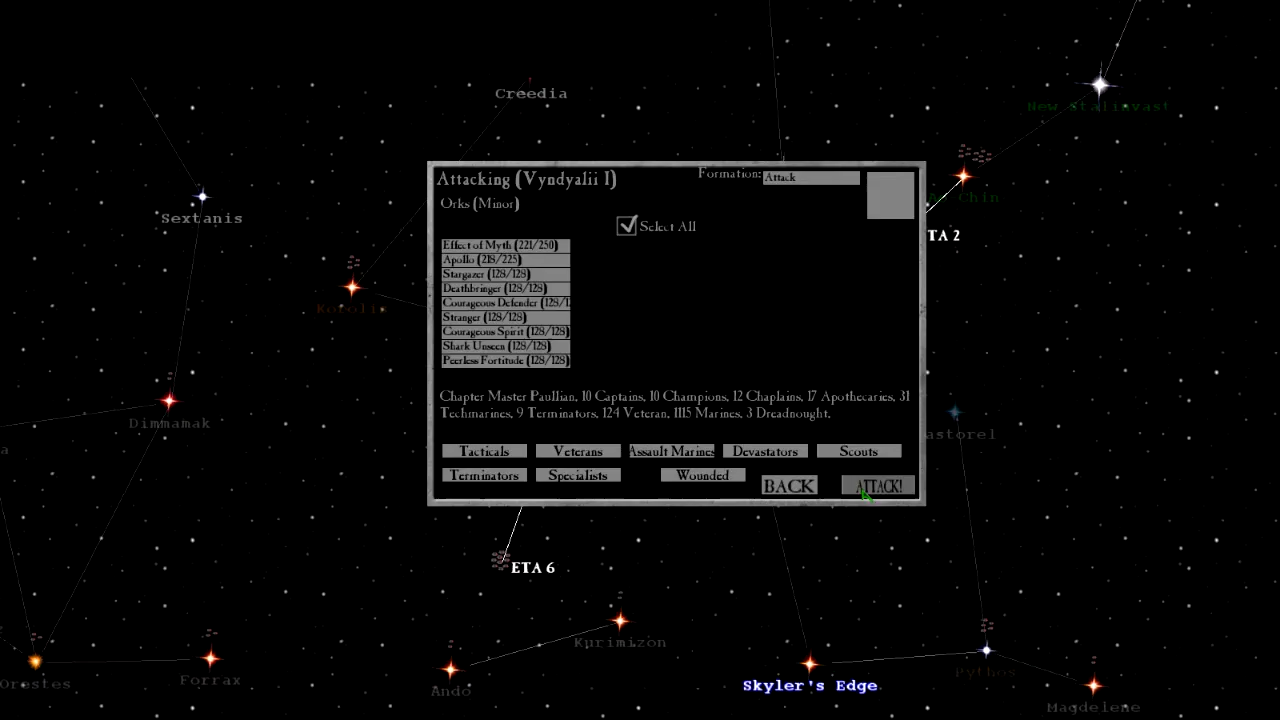 Creedia
New Stalinvast
Sextanis
Attacking (Vyndyalii I)
Formation: Attack
Orks (Minor)
Select All
TA 2
Effect of Myth (221/250)
Apollo (218/225)
Stargazer (128/128)
Deathbringer (128/128)
Courageous Defender (128/12
Stranger (128/128)
Courageous Spirit (128/128)
Shark Unseen (128/128)
Peerless Fortitude (128/128)
Chapter Master Paullian, 10 Captains, 10 Champions, 12 Chaplains, 17 Apothecaries, 31
Techmarines, 9 Terminators, 124 Veteran, 1115 Marines, 3 Dreadnought,
Dimmamak
astorel
a
Tacticals Veterans Assault Marines Devastators Scouts
Terminators Specialists Wounded BACK ATTACK!
ETA 6
Kurimizon
Orestes
Forrax
Ando
Skyler's Edge
Pythos
Magdelene